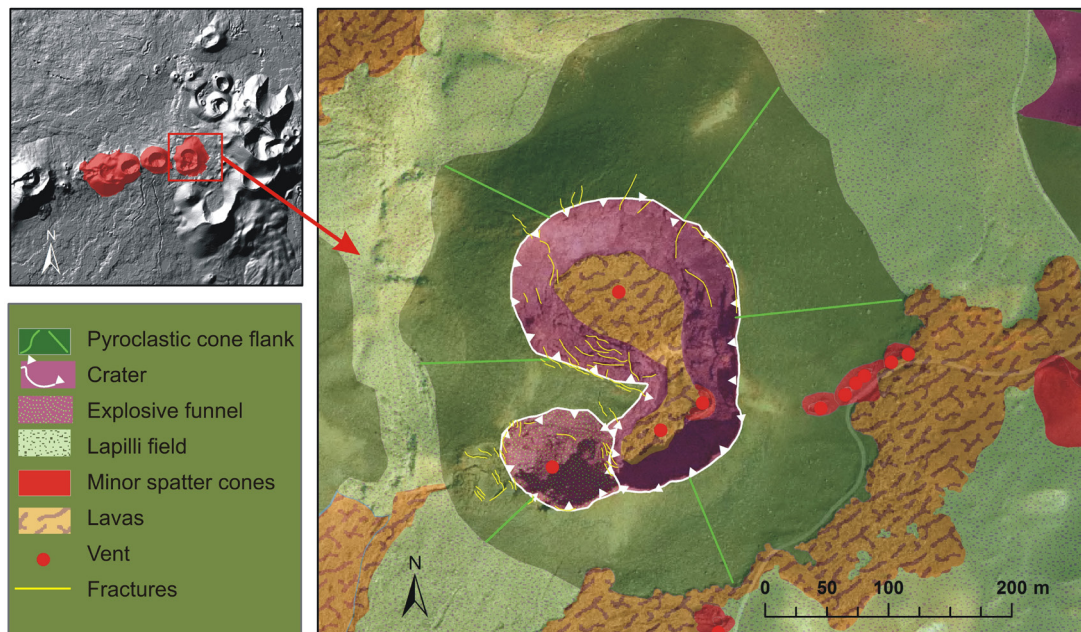 N
Pyroclastic cone flank
Crater
Explosive funnel
Lapilli field
Minor spatter cones
Lavas
Vent
Fractures
N
0 50 100 200 m